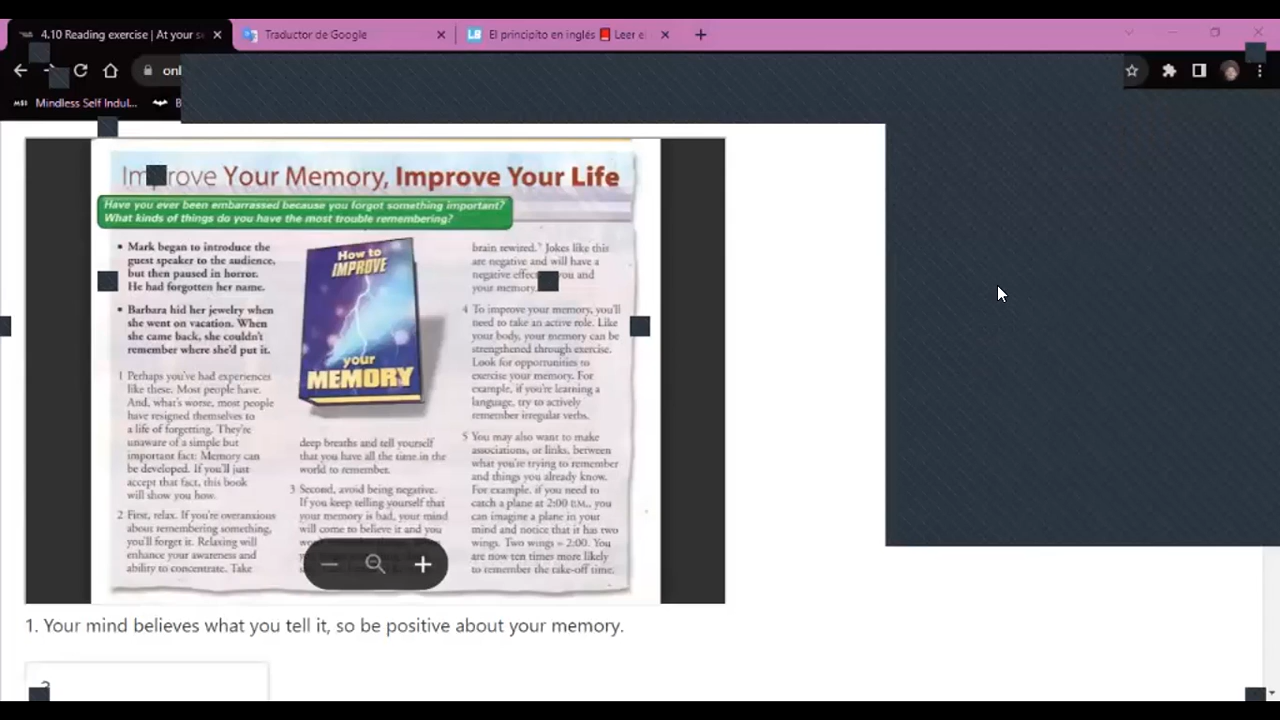 4.10 Reading exercise | At your s
Traductor de Google
El principito en inglés 📕 Leer el
onl
Mindless Self Indul...
B
Improve Your Memory, Improve Your Life
Have you ever been embarrassed because you forgot something important?
What kinds of things do you have the most trouble remembering?
• Mark began to introduce the
guest speaker to the audience,
but then paused in horror.
He had forgotten her name.
• Barbara hid her jewelry when
she went on vacation. When
she came back, she couldn't
remember where she'd put it.
1 Perhaps you've had experiences
like these. Most people have.
And, what's worse, most people
have resigned themselves to
a life of forgetting. They're
unaware of a simple but
important fact: Memory can
be developed. If you'll just
accept that fact, this book
will show you how.
2 First, relax. If you're overanxious
about remembering something,
you'll forget it. Relaxing will
enhance your awareness and
ability to concentrate. Take
How to
IMPROVE
your
MEMORY
deep breaths and tell yourself
that you have all the time in the
world to remember.
3 Second, avoid being negative.
If you keep telling yourself that
your memory is bad, your mind
will come to believe it and you
brain rewired." Jokes like this
are negative and will have a
negative effect you and
your memory.
4 To improve your memory, you'll
need to take an active role. Like
your body, your memory can be
strengthened through exercise.
Look for opportunities to
exercise your memory. For
example, if you're learning a
language, try to actively
remember irregular verbs.
5 You may also want to make
associations, or links, between
what you're trying to remember
and things you already know.
For example, if you need to
catch a plane at 2:00 P.M., you
can imagine a plane in your
mind and notice that it has two
wings. Two wings = 2:00. You
are now ten times more likely
to remember the take-off time.
1. Your mind believes what you tell it, so be positive about your memory.